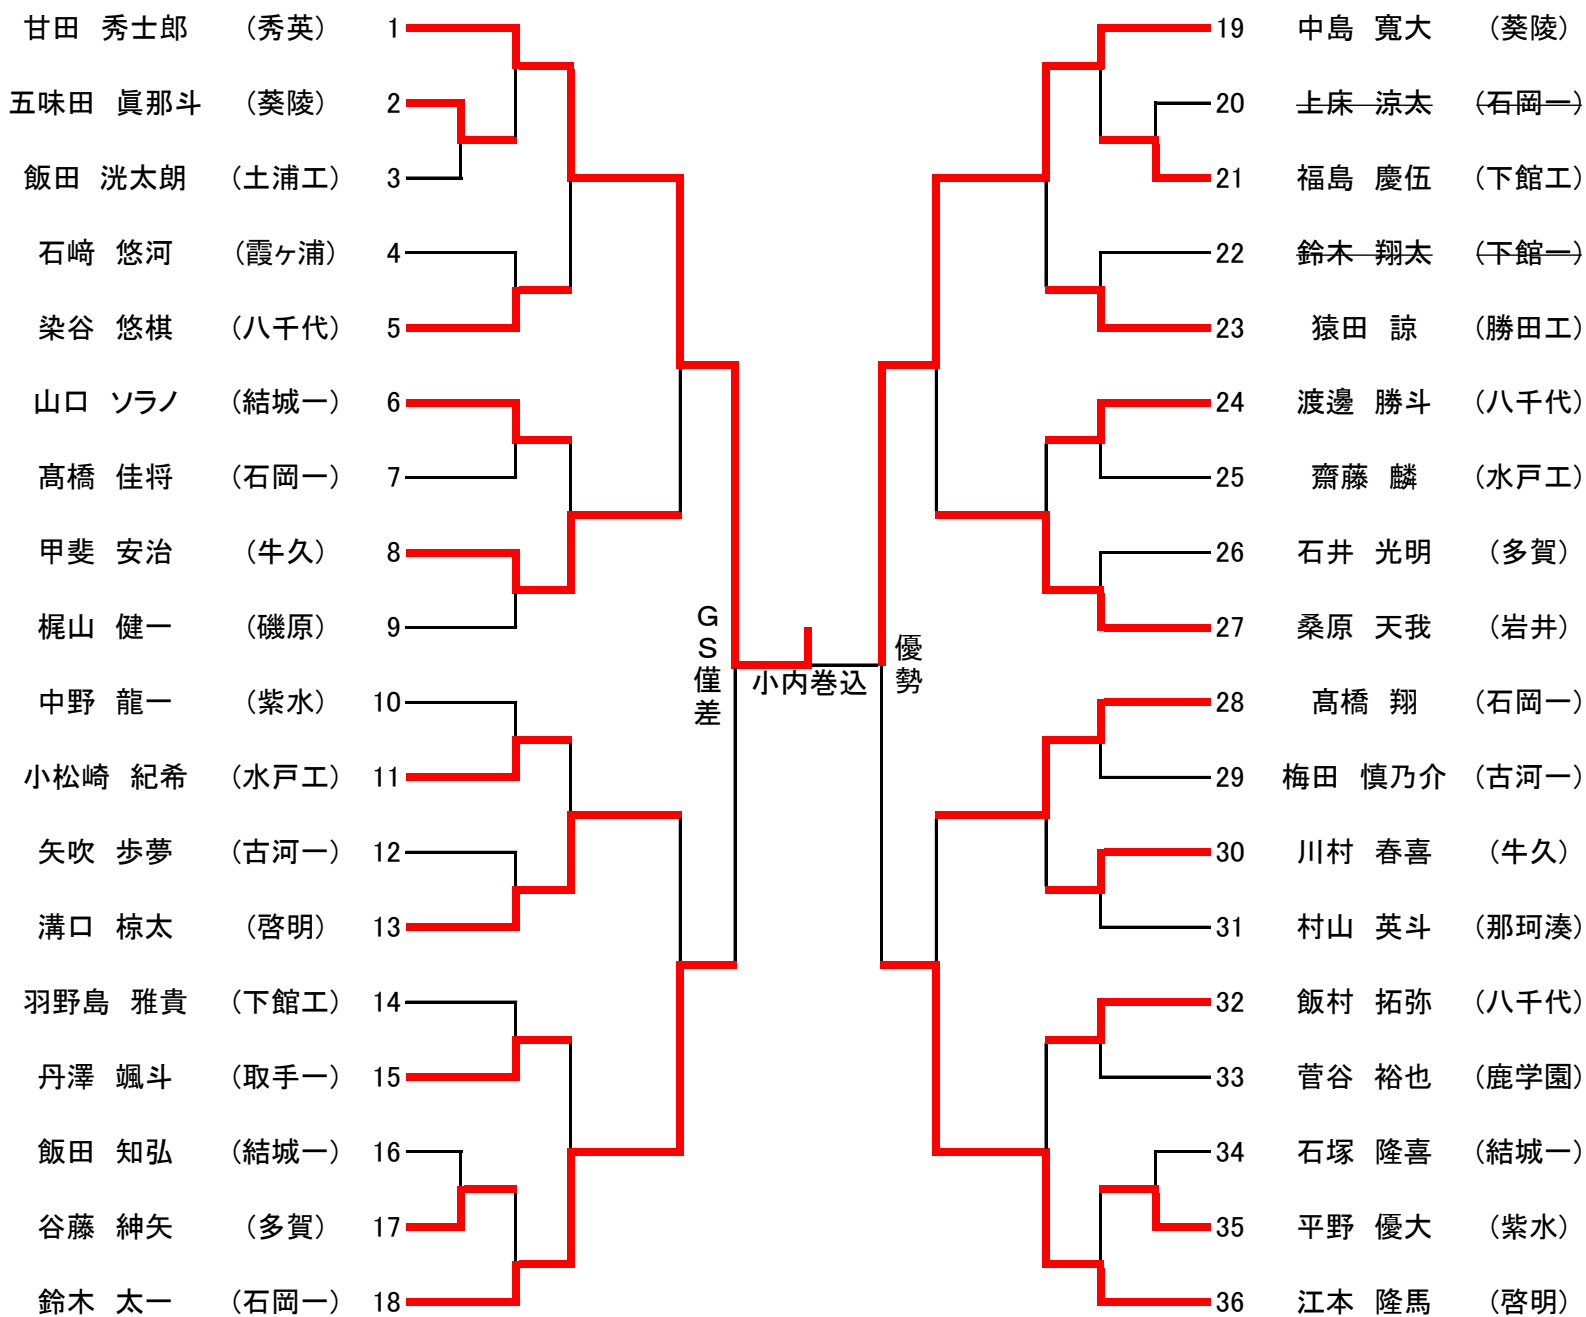 甘田 秀士郎 （秀英） 1
五味田 眞那斗 （葵陵） 2
飯田 洸太朗 （土浦工） 3
石﨑 悠河 （霞ヶ浦） 4
染谷 悠棋 （八千代） 5
山口 ソラノ （結城一） 6
髙橋 佳将 （石岡一） 7
甲斐 安治 （牛久） 8
梶山 健一 （磯原） 9
中野 龍一 （紫水） 10
小松崎 紀希 （水戸工） 11
矢吹 歩夢 （古河一） 12
溝口 椋太 （啓明） 13
羽野島 雅貴 （下館工） 14
丹澤 颯斗 （取手一） 15
飯田 知弘 （結城一） 16
谷藤 紳矢 （多賀） 17
鈴木 太一 （石岡一） 18
GS僅差
小内巻込
優勢
19 中島 寛大 （葵陵）
20 上床 涼太 （石岡一）
21 福島 慶伍 （下館工）
22 鈴木 翔太 （下館一）
23 猿田 諒 （勝田工）
24 渡邊 勝斗 （八千代）
25 齋藤 麟 （水戸工）
26 石井 光明 （多賀）
27 桑原 天我 （岩井）
28 髙橋 翔 （石岡一）
29 梅田 慎乃介 （古河一）
30 川村 春喜 （牛久）
31 村山 英斗 （那珂湊）
32 飯村 拓弥 （八千代）
33 菅谷 裕也 （鹿学園）
34 石塚 隆喜 （結城一）
35 平野 優大 （紫水）
36 江本 隆馬 （啓明）